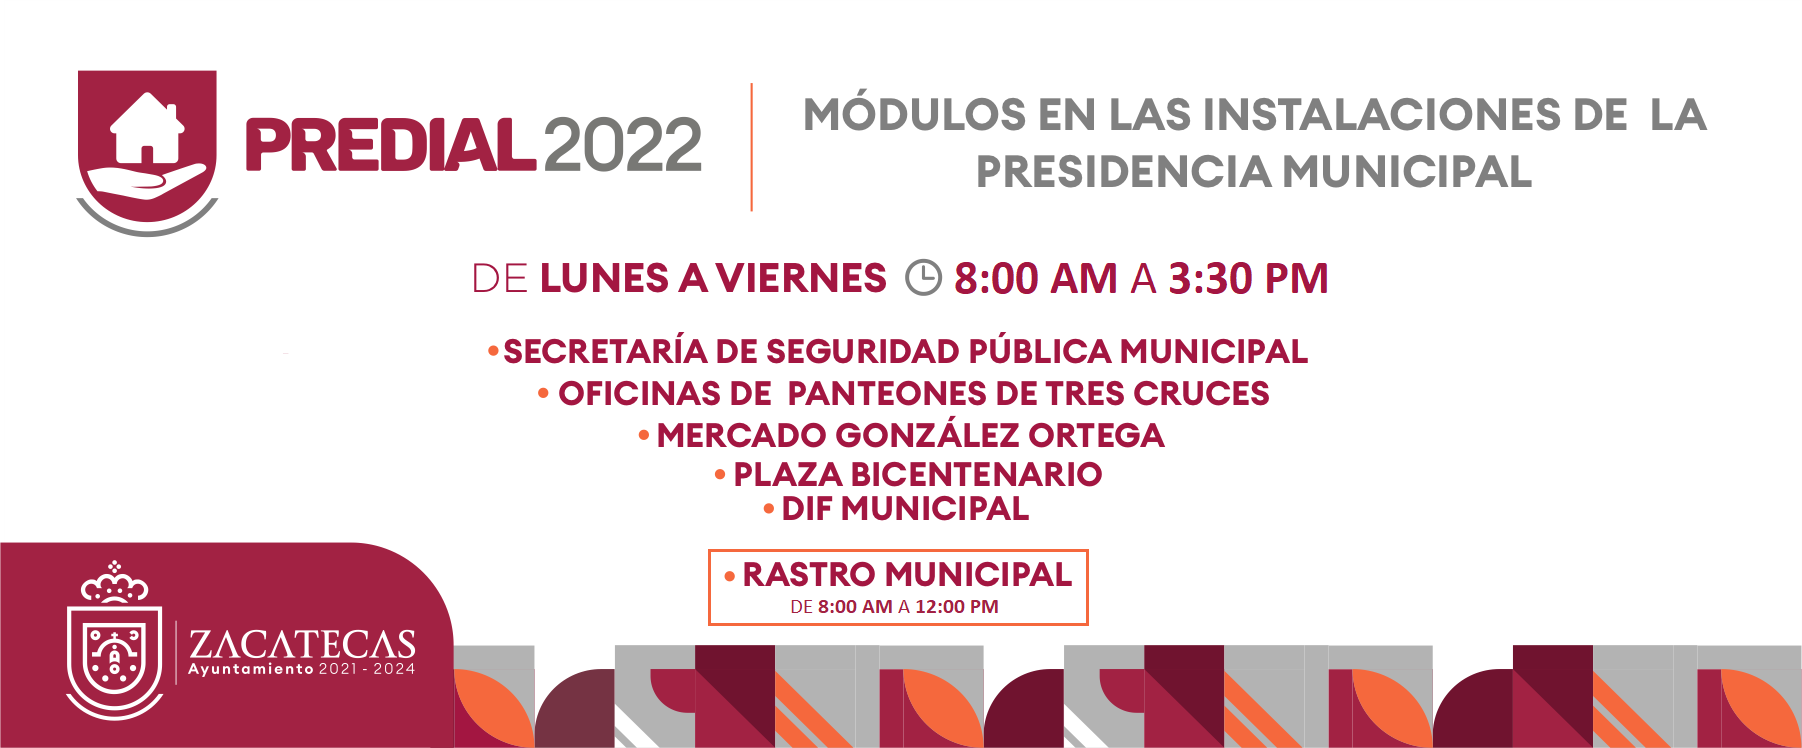 PREDIAL 2022
MÓDULOS EN LAS INSTALACIONES DE LA
PRESIDENCIA MUNICIPAL
DE LUNES A VIERNES 8:00 AM A 3:30 PM
• SECRETARÍA DE SEGURIDAD PÚBLICA MUNICIPAL
• OFICINAS DE PANTEONES DE TRES CRUCES
• MERCADO GONZÁLEZ ORTEGA
• PLAZA BICENTENARIO
• DIF MUNICIPAL
• RASTRO MUNICIPAL
DE 8:00 AM A 12:00 PM
ZACATECAS
Ayuntamiento 2021 - 2024